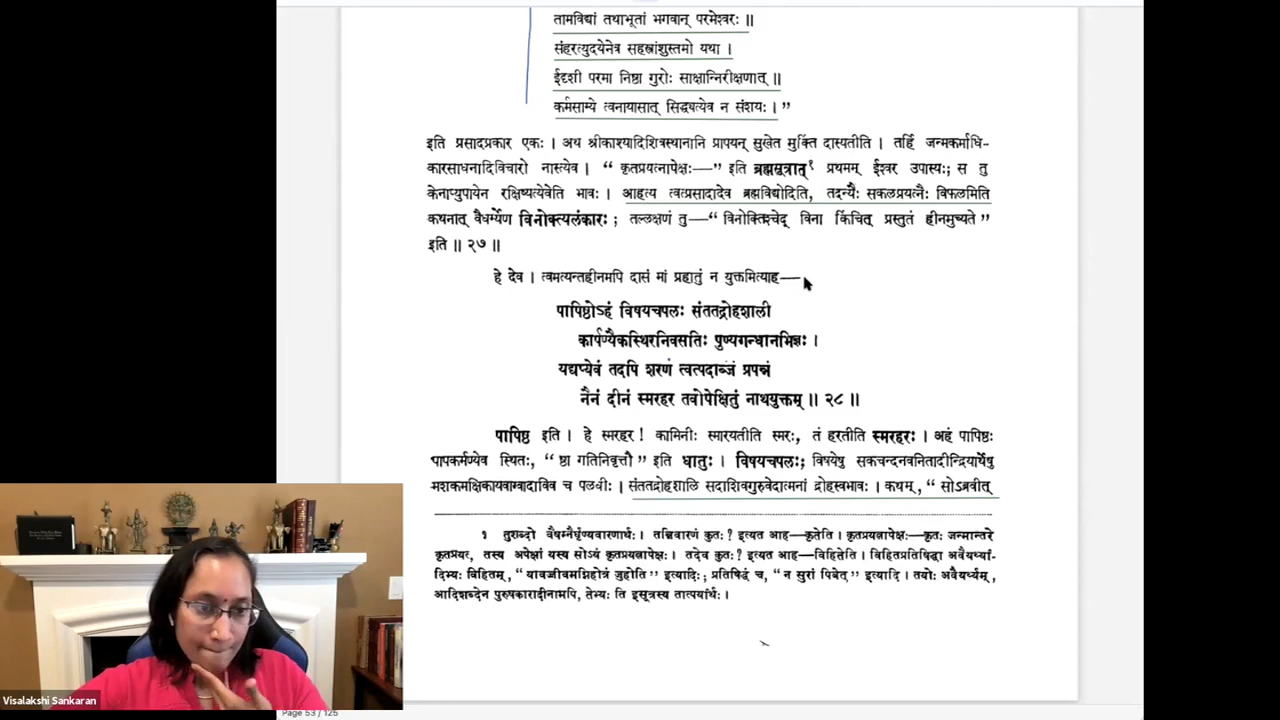 तामविद्यां तथाभूतां भगवान् परमेश्वरः ॥
संहरत्युदयेनेव सहस्रांशुस्तमो यथा ।
ईदृशी परमा निष्ठा गुरोः साक्षान्निरीक्षणात् ॥
कर्मसाम्ये त्वनायासात् सिद्ध्यत्येव न संशयः । ”
इति प्रसादप्रकार एकः । अथ श्रीकाश्यादिशिवस्थानानि प्रापयन् सुखेत मुक्तिं दास्यतीति । तर्हि जन्मकर्माधि-
कारसाधनादिविचारो नास्त्येव । “ कृतप्रयत्नापेक्षः—” इति ब्रह्मसूत्रात्१ प्रथमम् ईश्वर उपास्यः; स तु
केनाप्युपायेन रक्षिष्यत्येवेति भावः । आहृत्य त्वत्प्रसादादेव ब्रह्मविद्योदिति, तदन्यैः सकलप्रयत्नैः विफलमिति
कथनात् वैधर्म्येण विनोक्त्यलंकारः ; तल्लक्षणं तु—“ विनोक्तिश्चेद् विना किंचित् प्रस्तुतं हीनमुच्यते ”
इति ॥ २७ ॥
हे देव । त्वमत्यन्तहीनमपि दासं मां प्रहातुं न युक्तमित्याह—
पापिष्ठोऽहं विषयचपलः संततद्रोहशाली
कार्पण्यैकस्थिरनिवसतिः पुण्यगन्धानभिज्ञः ।
यद्यप्येवं तदपि शरणं त्वत्पदाब्जं प्रपन्नं
नैनं दीनं स्मरहर तवोपेक्षितुं नाथयुक्तम् ॥ २८ ॥
पापिष्ठ इति । हे स्मरहर ! कामिनीः स्मारयतीति स्मरः, तं हरतीति स्मरहरः । अहं पापिष्ठः
पापकर्मण्येव स्थितः, “ ष्ठा गतिनिवृत्तौ ” इति धातुः । विषयचपलः; विषयेषु सकचन्दनवनितादीन्द्रियार्थेषु
मशकमक्षिकाय च पलधीः । संततद्रोहशालि सदाशिवगुरुवेदात्मनां द्रोहस्वभावः । कथम्, “ सोऽब्रवीत्
१ तुशब्दो वैषम्नैर्घृण्यवारणार्थः । तन्निवारणं कुतः ? इत्यत आह—कृतेति । कृतप्रयत्नापेक्षः—कृतः जन्मान्तरे
कृतप्रयत्नः, तस्य अपेक्षां यस्य सोऽयं कृतप्रयत्नापेक्षः । तदेव कुतः ? इत्यत आह—विहितेति । विहितप्रतिषिद्धा अवैयर्थ्यां-
दिभ्यः विहितम्, “ यावज्जीवमग्निहोत्रं जुहोति ” इत्यादिः ; प्रतिषिद्धं च, “ न सुरां पिबेत् ” इत्यादि । तयोः अवैयर्थ्यम्,
आदिशब्देन पुरुषकारादीनामपि, तेभ्यः ति इसूत्रस्य तात्पर्यार्थः ।
Visalakshi Sankaran
Page 53 / 125